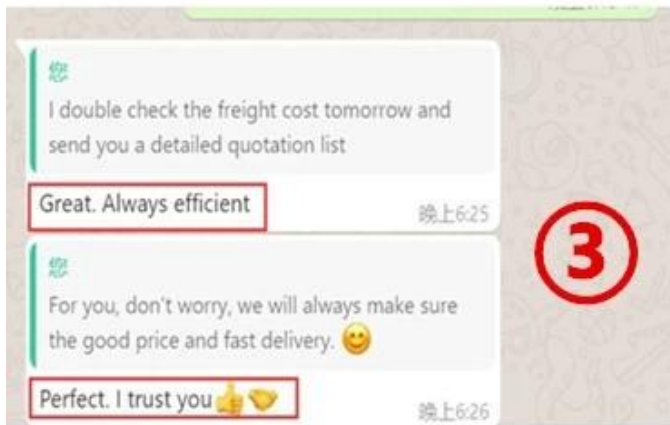 您
I double check the freight cost tomorrow and
send you a detailed quotation list
Great. Always efficient
晚上6:25
您
For you, don't worry, we will always make sure
the good price and fast delivery. 😊
Perfect. I trust you👍🤝
晚上6:26
③